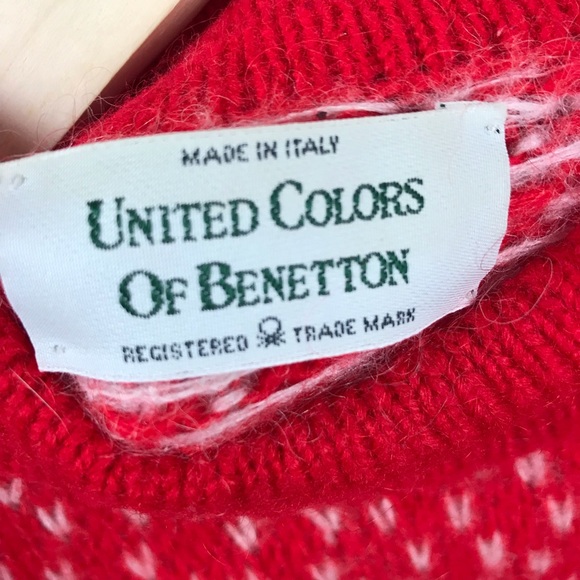 MADE IN ITALY
UNITED COLORS
OF BENETTON
REGISTERED TRADE MARK